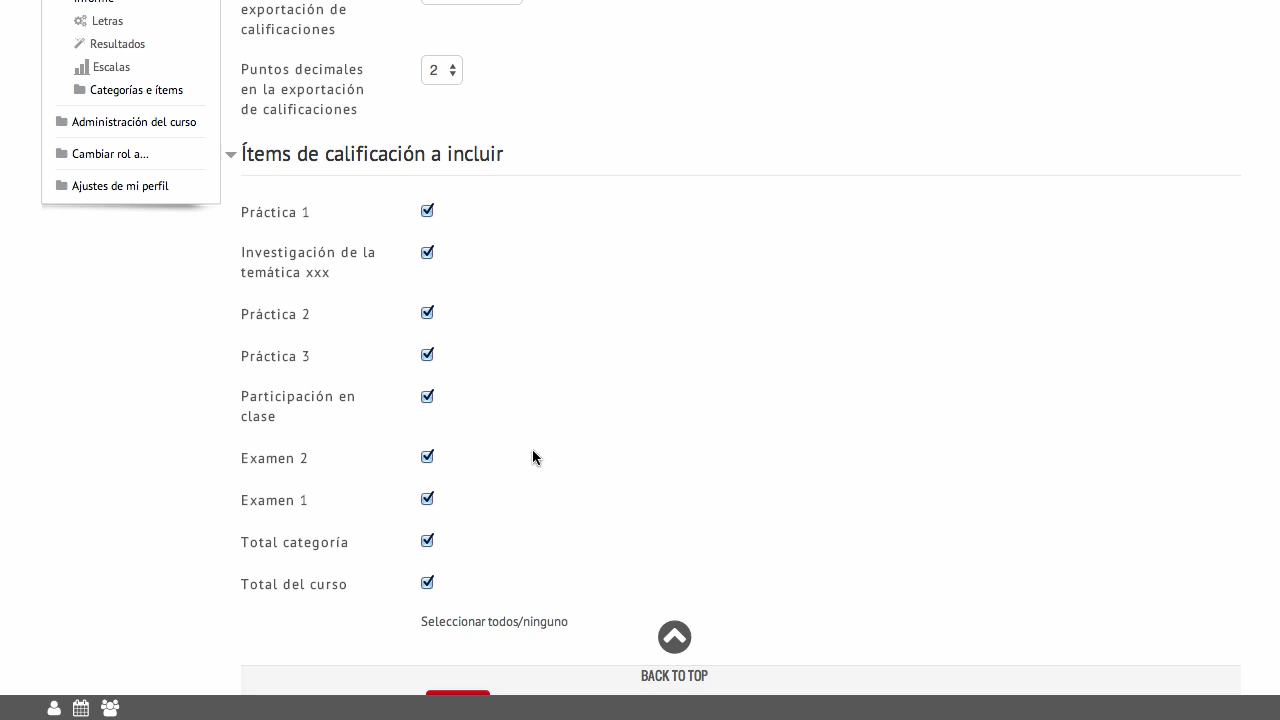 Letras
Resultados
Escalas
Categorías e ítems
Administración del curso
Cambiar rol a...
Ajustes de mi perfil
exportación de
calificaciones
Puntos decimales
en la exportación
de calificaciones
2
Ítems de calificación a incluir
Práctica 1
Investigación de la
temática xxx
Práctica 2
Práctica 3
Participación en
clase
Examen 2
Examen 1
Total categoría
Total del curso
Seleccionar todos/ninguno
BACK TO TOP